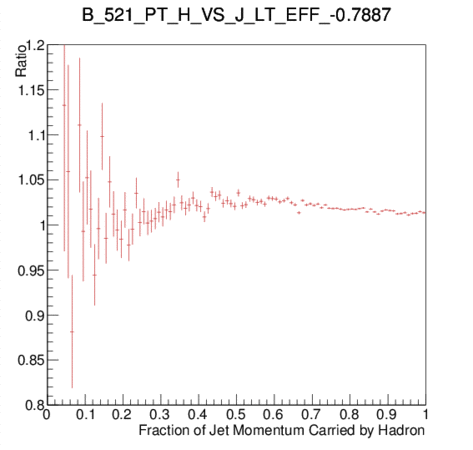 B_521_PT_H_VS_J_LT_EFF_-0.7887
Ratio
1.2
1.15
1.1
1.05
1
0.95
0.9
0.85
0.8
0 0.1 0.2 0.3 0.4 0.5 0.6 0.7 0.8 0.9 1
Fraction of Jet Momentum Carried by Hadron